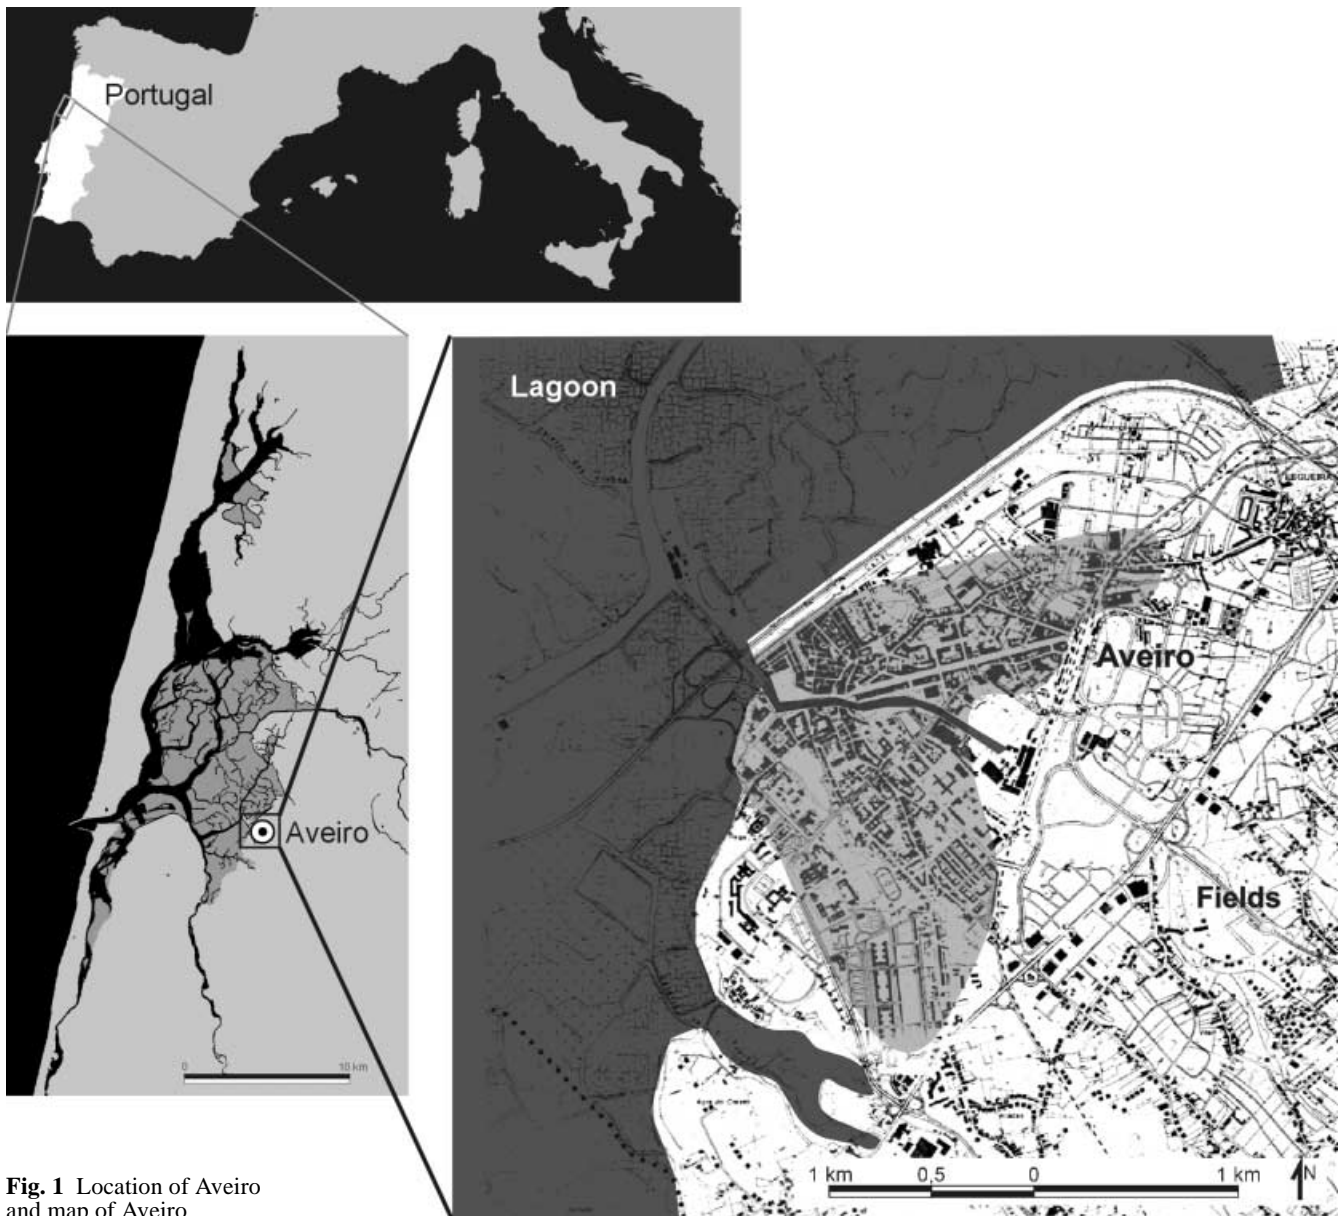 Portugal
Lagoon
Aveiro
Aveiro
Fields
0 10 km
1 km 0,5 0 1 km
N
Fig. 1 Location of Aveiro
and map of Aveiro